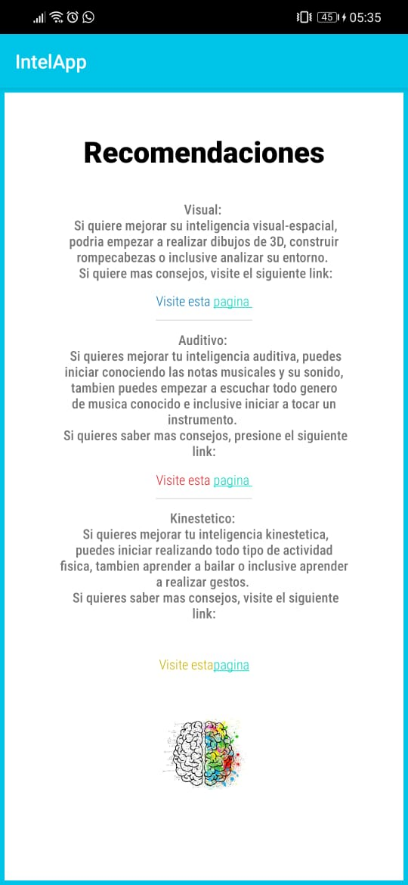 45 05:35
IntelApp
Recomendaciones
Visual:
Si quiere mejorar su inteligencia visual-espacial,
podria empezar a realizar dibujos de 3D, construir
rompecabezas o inclusive analizar su entorno.
Si quiere mas consejos, visite el siguiente link:
Visite esta pagina
Auditivo:
Si quieres mejorar tu inteligencia auditiva, puedes
iniciar conociendo las notas musicales y su sonido,
tambien puedes empezar a escuchar todo genero
de musica conocido e inclusive iniciar a tocar un
instrumento.
Si quieres saber mas consejos, presione el siguiente
link:
Visite esta pagina
Kinestetico:
Si quieres mejorar tu inteligencia kinestetica,
puedes iniciar realizando todo tipo de actividad
fisica, tambien aprender a bailar o inclusive aprender
a realizar gestos.
Si quieres saber mas consejos, visite el siguiente
link:
Visite estapagina